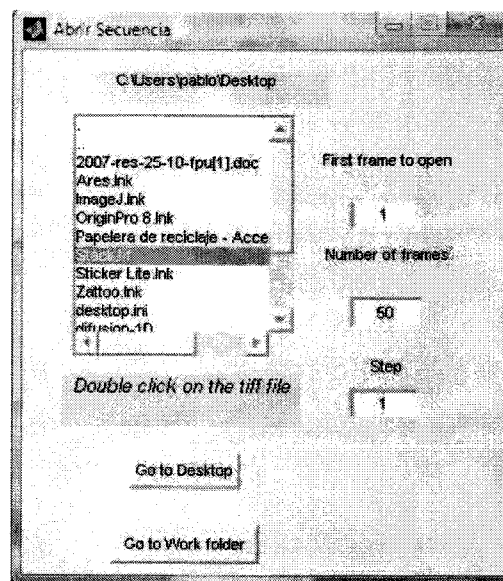 Abrir Secuencia
C:\Users\pablo\Desktop
.
..
2007-res-25-10-fpu[1].doc
Ares.lnk
ImageJ.lnk
OriginPro 8.lnk
Papelera de reciclaje - Acce
Stack.tif
Sticker Lite.lnk
Zattoo.lnk
desktop.ini
difusion-1D
First frame to open
1
Number of frames
50
Step
1
Double click on the tiff file
Go to Desktop
Go to Work folder